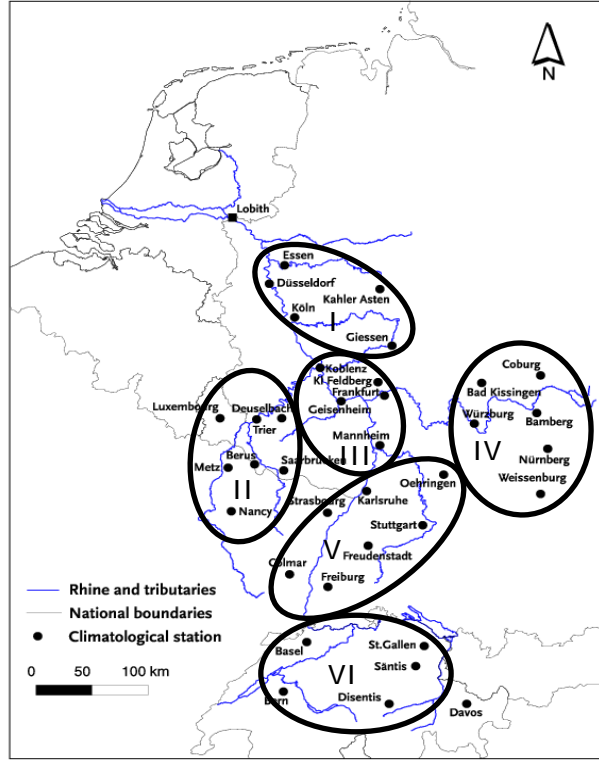 N
Lobith
Essen
Düsseldorf
Kahler Asten
Köln
I
Giessen
Koblenz
Kl Feldberg
Frankfurt
Geisenheim
Mannheim
III
Coburg
Bad Kissingen
Würzburg
Bamberg
IV
Nürnberg
Weissenburg
Luxembourg
Deuselbach
Trier
Berus
Saarbrücken
Metz
II
Nancy
Oehringen
Karlsruhe
Strasbourg
Stuttgart
V
Freudenstadt
Colmar
Freiburg
Rhine and tributaries
National boundaries
Climatological station
0 50 100 km
Basel
St.Gallen
VI
Säntis
Bern
Disentis
Davos